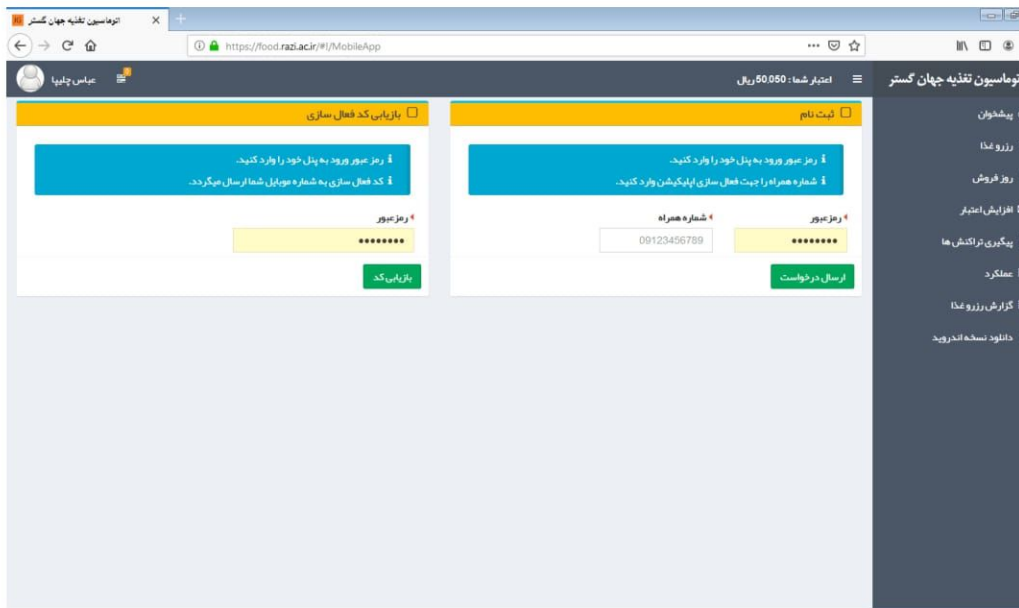 اتوماسیون تغذیه جهان گستر
https://food.razi.ac.ir/#!/MobileApp
توماسیون تغذیه جهان گستر
اعتبار شما : 50,050 ریال
عباس چلیپا
پیشخوان
رزرو غذا
روز فروش
افزایش اعتبار
پیگیری تراکنش ها
عملکرد
گزارش رزرو غذا
دانلود نسخه اندروید
ثبت نام
رمز عبور ورود به پنل خود را وارد کنید.
شماره همراه را جهت فعال سازی اپلیکیشن وارد کنید.
رمز عبور
شماره همراه
09123456789
ارسال درخواست
بازیابی کد فعال سازی
رمز عبور ورود به پنل خود را وارد کنید.
کد فعال سازی به شماره موبایل شما ارسال میگردد.
رمز عبور
بازیابی کد